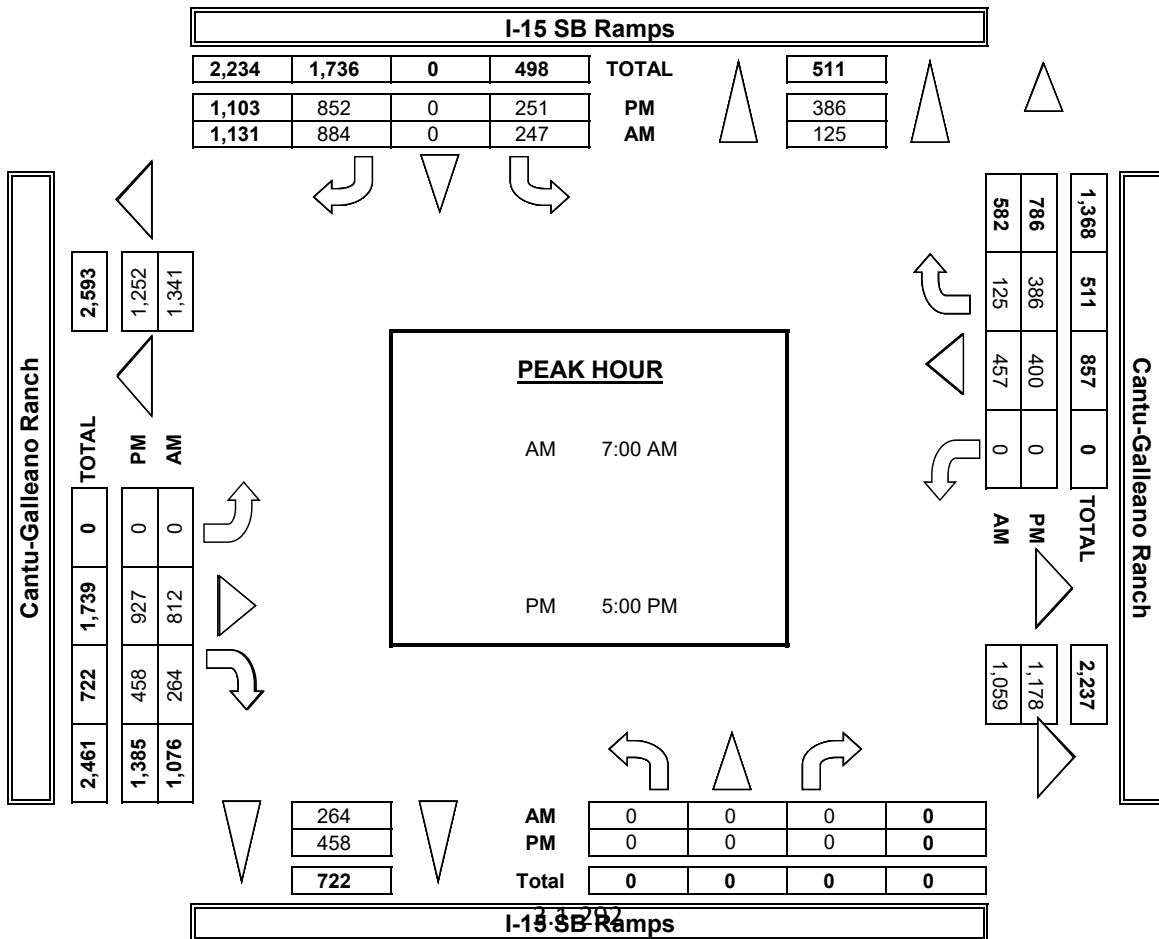 I-15 SB Ramps
2,234 1,736 0 498 TOTAL 511
1,103 852 0 251 PM 386
1,131 884 0 247 AM 125
Cantu-Galleano Ranch
2,593
1,252
1,341
TOTAL
PM
AM
0 1,739 722 2,461
0 927 458 1,385
0 812 264 1,076
PEAK HOUR
AM 7:00 AM
PM 5:00 PM
1,368 511 857 0 TOTAL
786 386 400 0 PM
582 125 457 0 AM
2,237
1,178
1,059
Cantu-Galleano Ranch
264 AM 0 0 0 0
458 PM 0 0 0 0
722 Total 0 0 0 0
I-15 SB Ramps
3.1-292